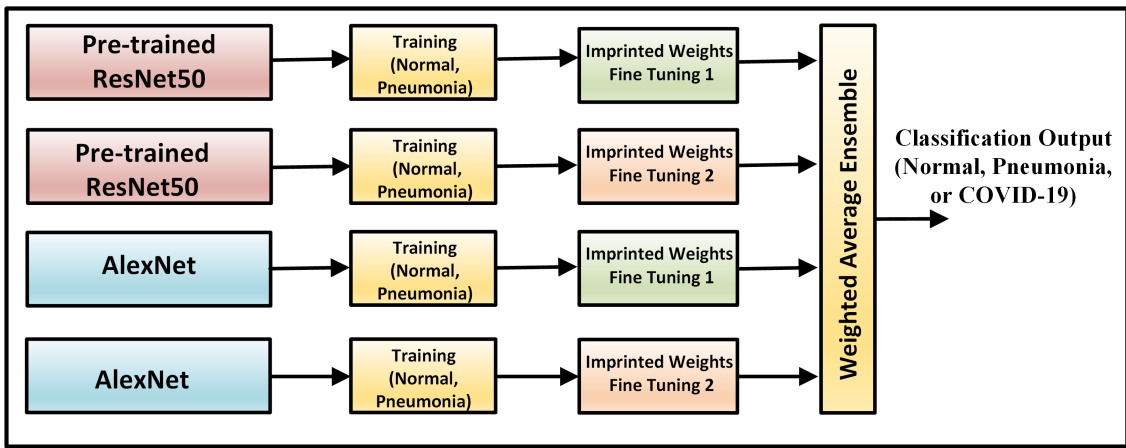 Pre-trained
ResNet50
Training
(Normal,
Pneumonia)
Imprinted Weights
Fine Tuning 1
Pre-trained
ResNet50
Training
(Normal,
Pneumonia)
Imprinted Weights
Fine Tuning 2
AlexNet
Training
(Normal,
Pneumonia)
Imprinted Weights
Fine Tuning 1
AlexNet
Training
(Normal,
Pneumonia)
Imprinted Weights
Fine Tuning 2
Weighted Average Ensemble
Classification Output
(Normal, Pneumonia,
or COVID-19)